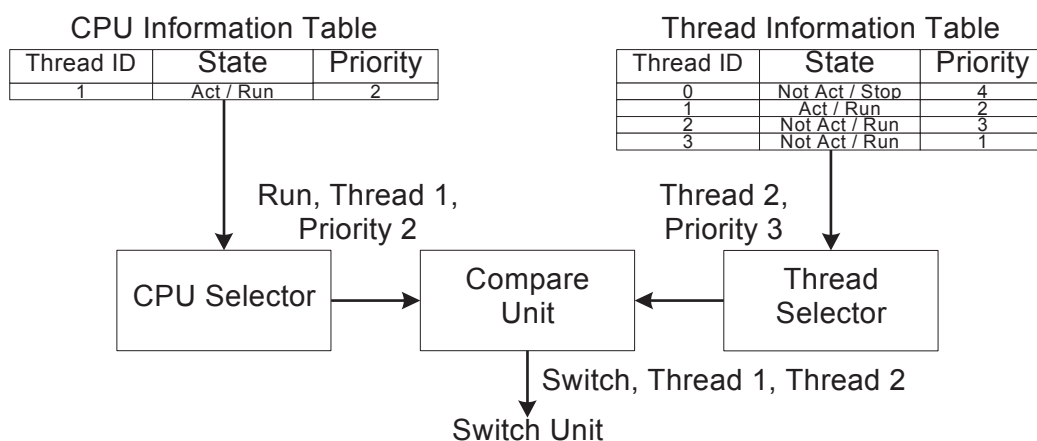 CPU Information Table
Thread ID State Priority
1 Act / Run 2
Thread Information Table
Thread ID State Priority
0 Not Act / Stop 4
1 Act / Run 2
2 Not Act / Run 3
3 Not Act / Run 1
Run, Thread 1,
Priority 2
Thread 2,
Priority 3
CPU Selector
Compare
Unit
Thread
Selector
Switch, Thread 1, Thread 2
Switch Unit